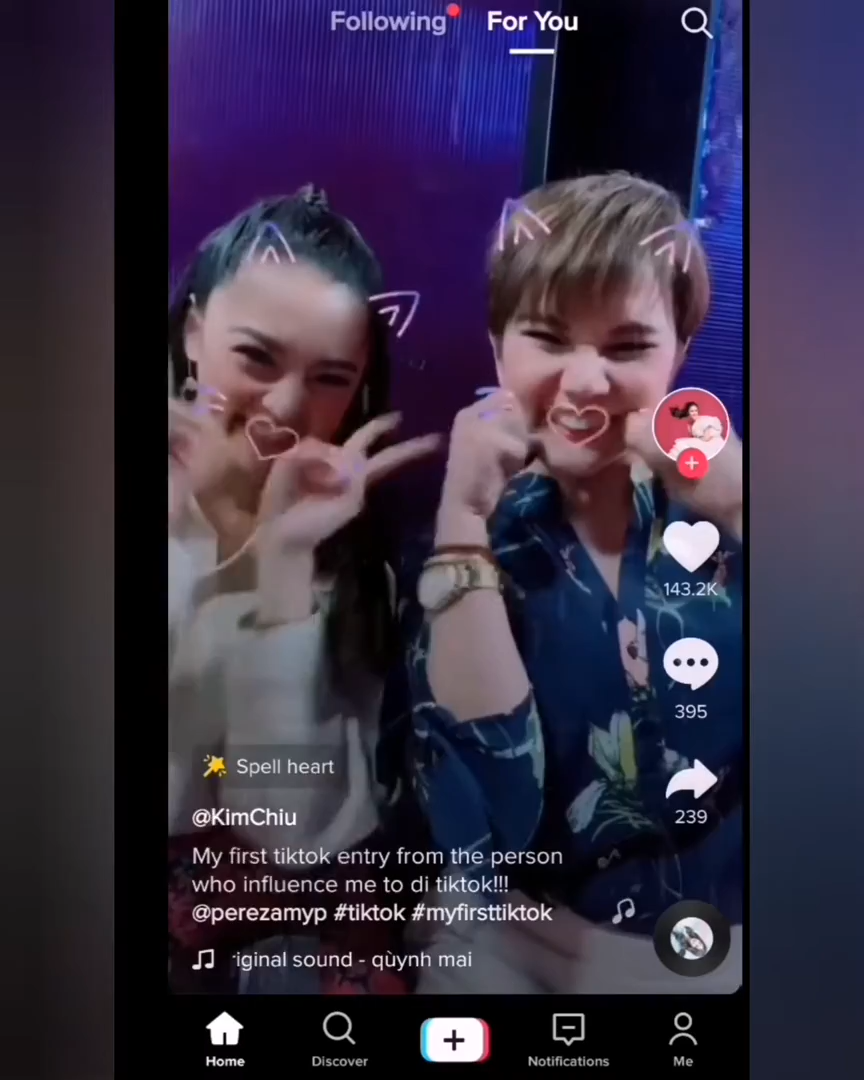 Following
For You
143.2K
395
Spell heart
239
@KimChiu
My first tiktok entry from the person
who influence me to di tiktok!!!
@perezamyp #tiktok #myfirsttiktok
riginal sound - qùynh mai
Home
Discover
Notifications
Me